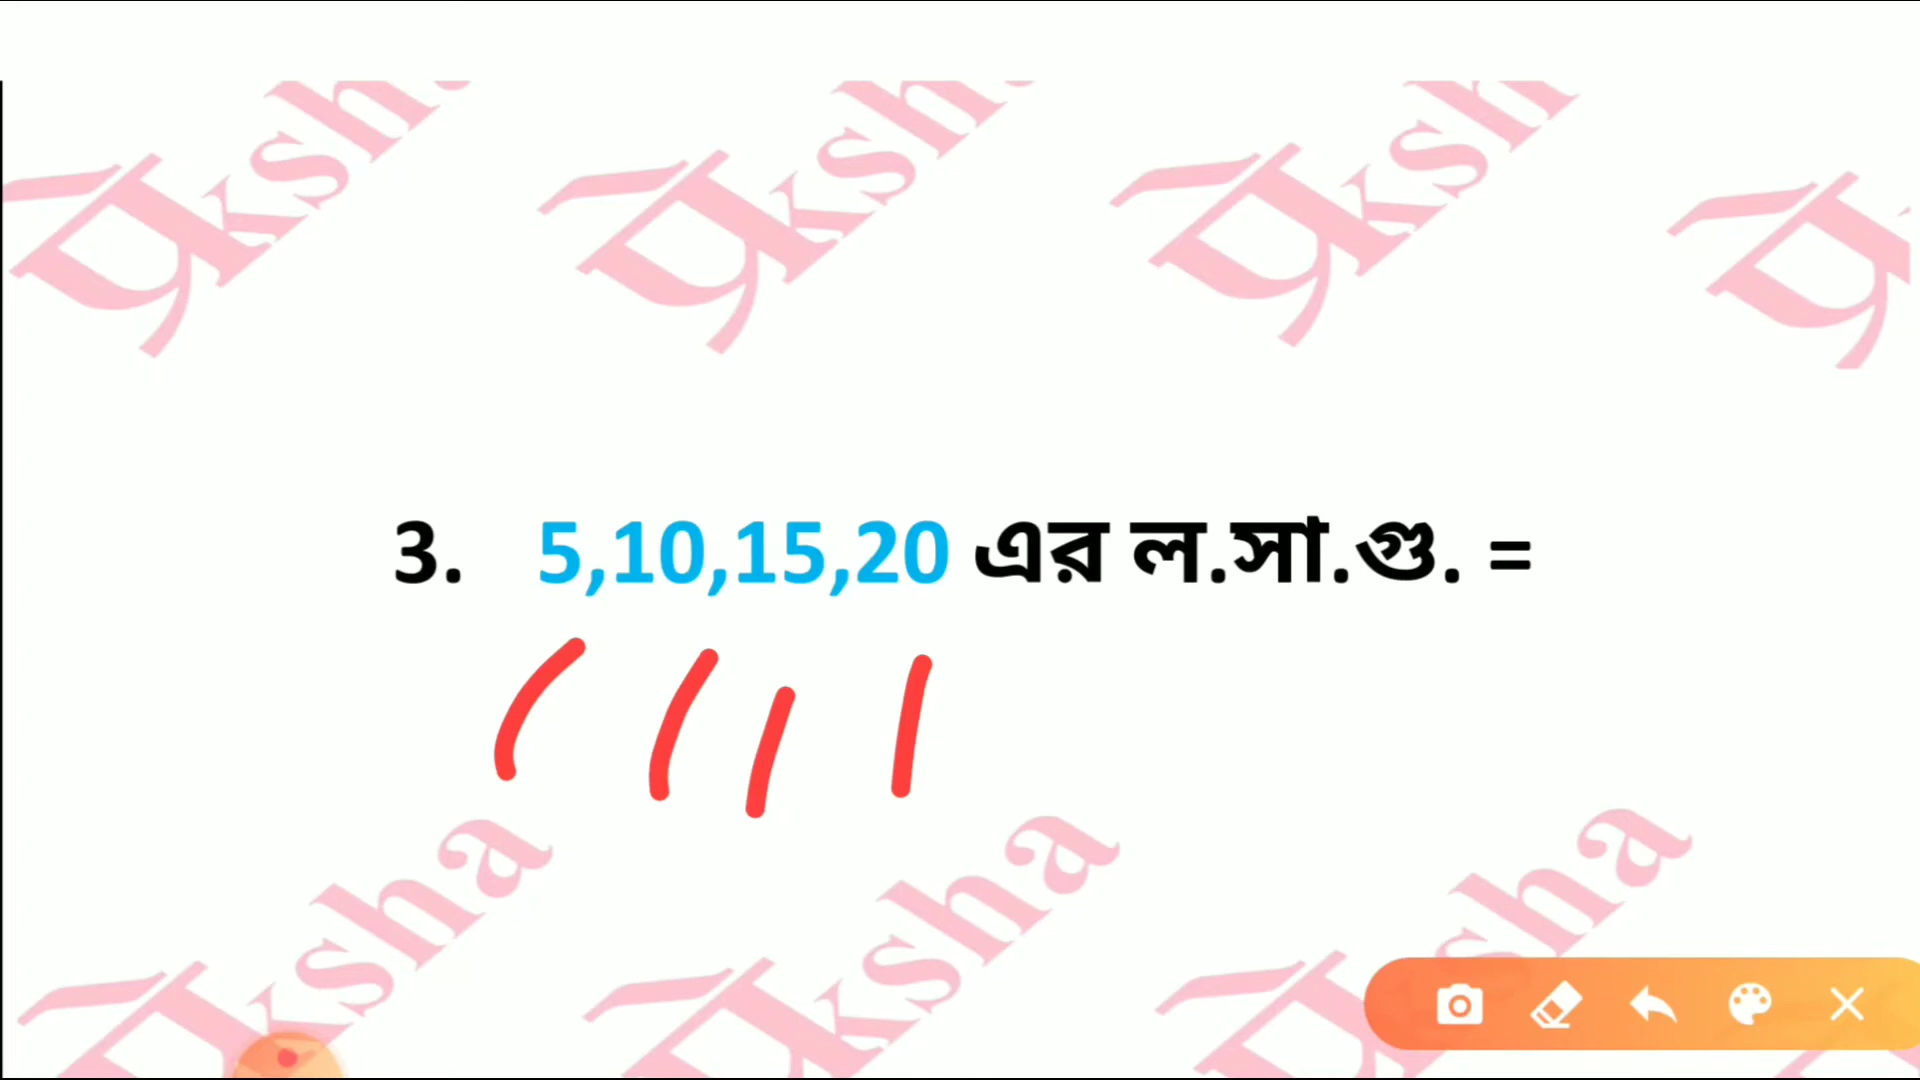 3. 5,10,15,20 এর ল.সা.গু. =